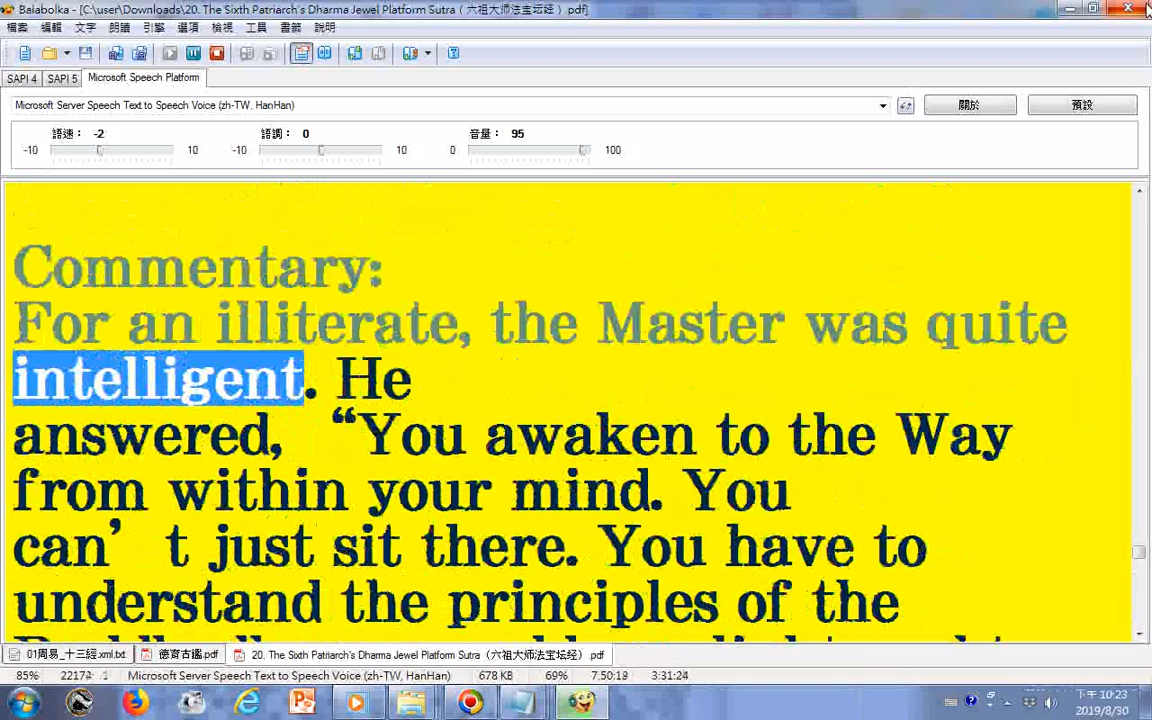 Balabolka - [C:\user\Downloads\20. The Sixth Patriarch's Dharma Jewel Platform Sutra（六祖大师法宝坛经）pdf]
檔案 編輯 文字 朗讀 引擎 選項 檢視 工具 書籤 說明
SAPI 4 SAPI 5 Microsoft Speech Platform
Microsoft Server Speech Text to Speech Voice (zh-TW, HanHan) 關於 預設
語速： -2 語調： 0 音量： 95
-10 10 -10 10 0 100
Commentary:
For an illiterate, the Master was quite
intelligent. He
answered, “You awaken to the Way
from within your mind. You
can’t just sit there. You have to
understand the principles of the
01周易_十三經.xml.txt 德育古鑑.pdf 20. The Sixth Patriarch's Dharma Jewel Platform Sutra（六祖大师法宝坛经）.pdf
85% Microsoft Server Speech Text to Speech Voice (zh-TW, HanHan) 678 KB 69% 7:50:13 3:31:24
下午 10:23
2019/8/30